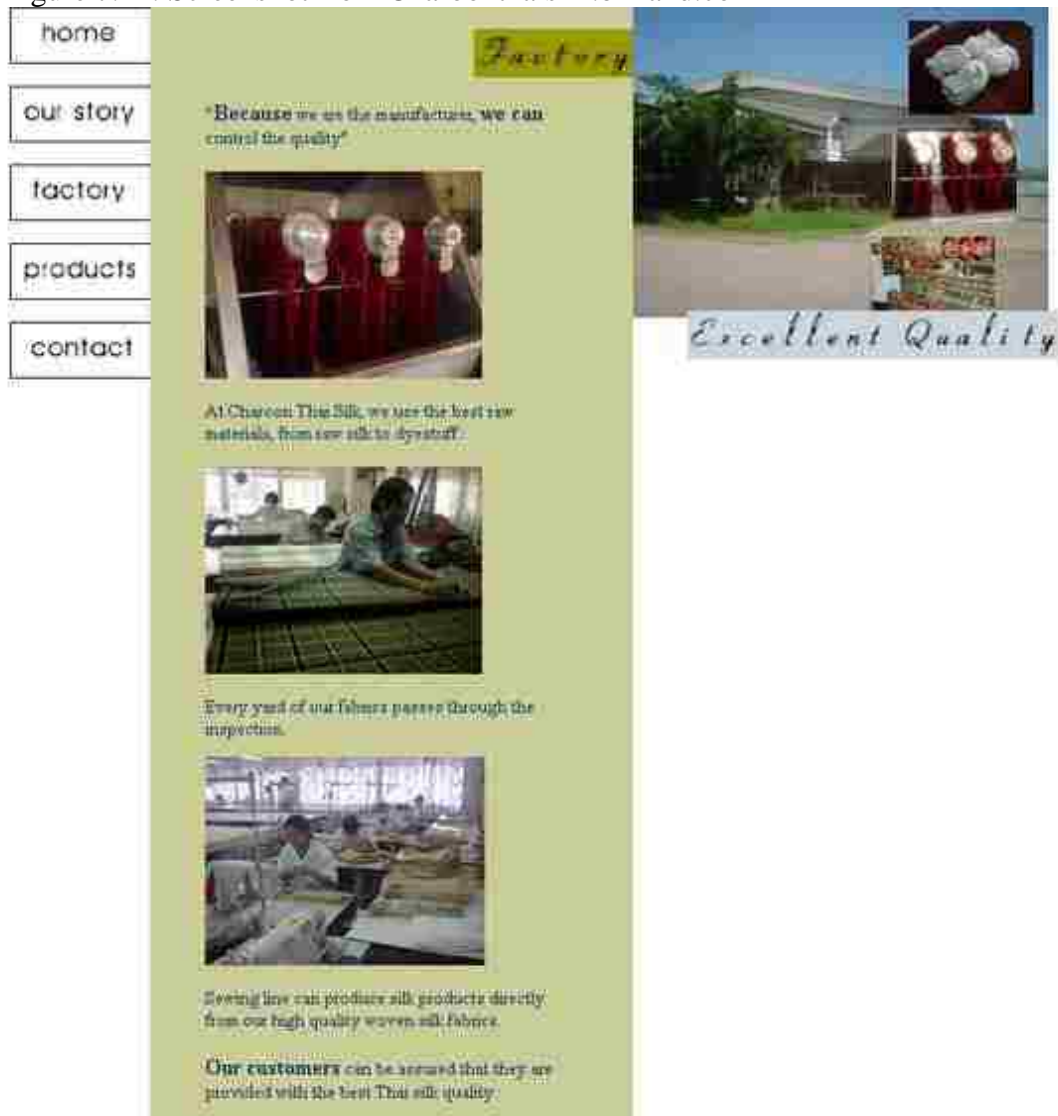 home
our story
factory
products
contact
Factory
"Because we are the manufacturer, we can
control the quality"
At Charoon Thai Silk, we use the best raw
materials, from raw silk to dyestuff.
Every yard of our fabrics passes through the
inspection.
Sewing line can produce silk products directly
from our high quality woven silk fabrics.
Our customers can be assured that they are
provided with the best Thai silk quality
Excellent Quality